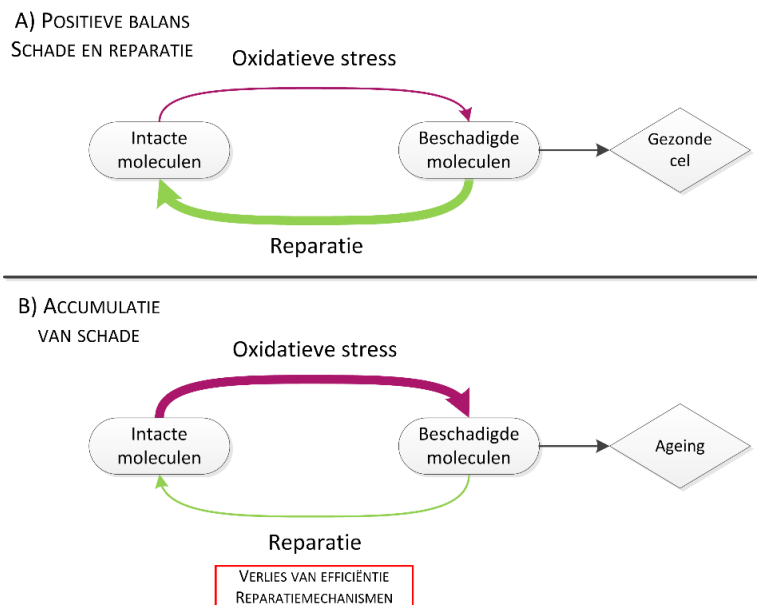 A) POSITIEVE BALANS
SCHADE EN REPARATIE
Oxidatieve stress
Intacte
moleculen
Beschadigde
moleculen
Gezonde
cel
Reparatie
B) ACCUMULATIE
VAN SCHADE
Oxidatieve stress
Intacte
moleculen
Beschadigde
moleculen
Ageing
Reparatie
VERLIES VAN EFFICIËNTIE
REPARATIEMECHANISMEN